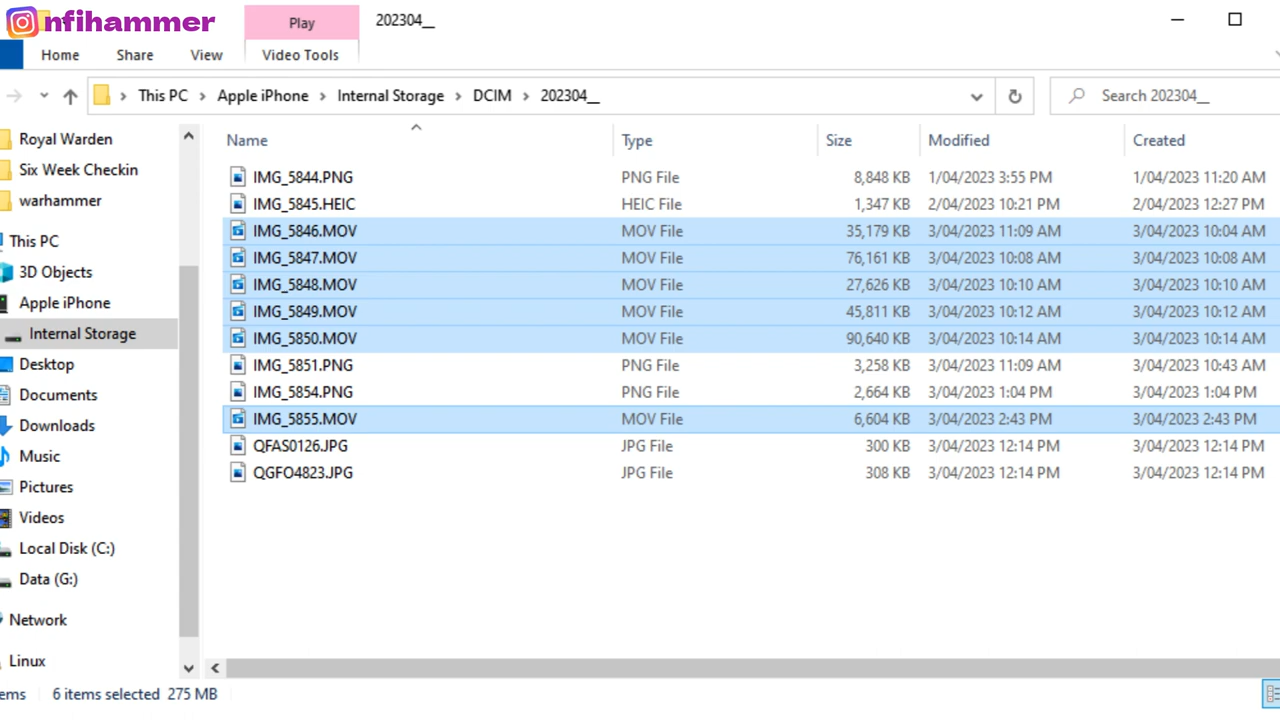 nfihammer
Play
202304__
Home Share View Video Tools
This PC Apple iPhone Internal Storage DCIM 202304__
Search 202304__
Royal Warden
Six Week Checkin
warhammer
This PC
3D Objects
Apple iPhone
Internal Storage
Desktop
Documents
Downloads
Music
Pictures
Videos
Local Disk (C:)
Data (G:)
Network
Linux
Name Type Size Modified Created
IMG_5844.PNG PNG File 8,848 KB 1/04/2023 3:55 PM 1/04/2023 11:20 AM
IMG_5845.HEIC HEIC File 1,347 KB 2/04/2023 10:21 PM 2/04/2023 12:27 PM
IMG_5846.MOV MOV File 35,179 KB 3/04/2023 11:09 AM 3/04/2023 10:04 AM
IMG_5847.MOV MOV File 76,161 KB 3/04/2023 10:08 AM 3/04/2023 10:08 AM
IMG_5848.MOV MOV File 27,626 KB 3/04/2023 10:10 AM 3/04/2023 10:10 AM
IMG_5849.MOV MOV File 45,811 KB 3/04/2023 10:12 AM 3/04/2023 10:12 AM
IMG_5850.MOV MOV File 90,640 KB 3/04/2023 10:14 AM 3/04/2023 10:14 AM
IMG_5851.PNG PNG File 3,258 KB 3/04/2023 11:09 AM 3/04/2023 10:43 AM
IMG_5854.PNG PNG File 2,664 KB 3/04/2023 1:04 PM 3/04/2023 1:04 PM
IMG_5855.MOV MOV File 6,604 KB 3/04/2023 2:43 PM 3/04/2023 2:43 PM
QFAS0126.JPG JPG File 300 KB 3/04/2023 12:14 PM 3/04/2023 12:14 PM
QGFO4823.JPG JPG File 308 KB 3/04/2023 12:14 PM 3/04/2023 12:14 PM
ems 6 items selected 275 MB